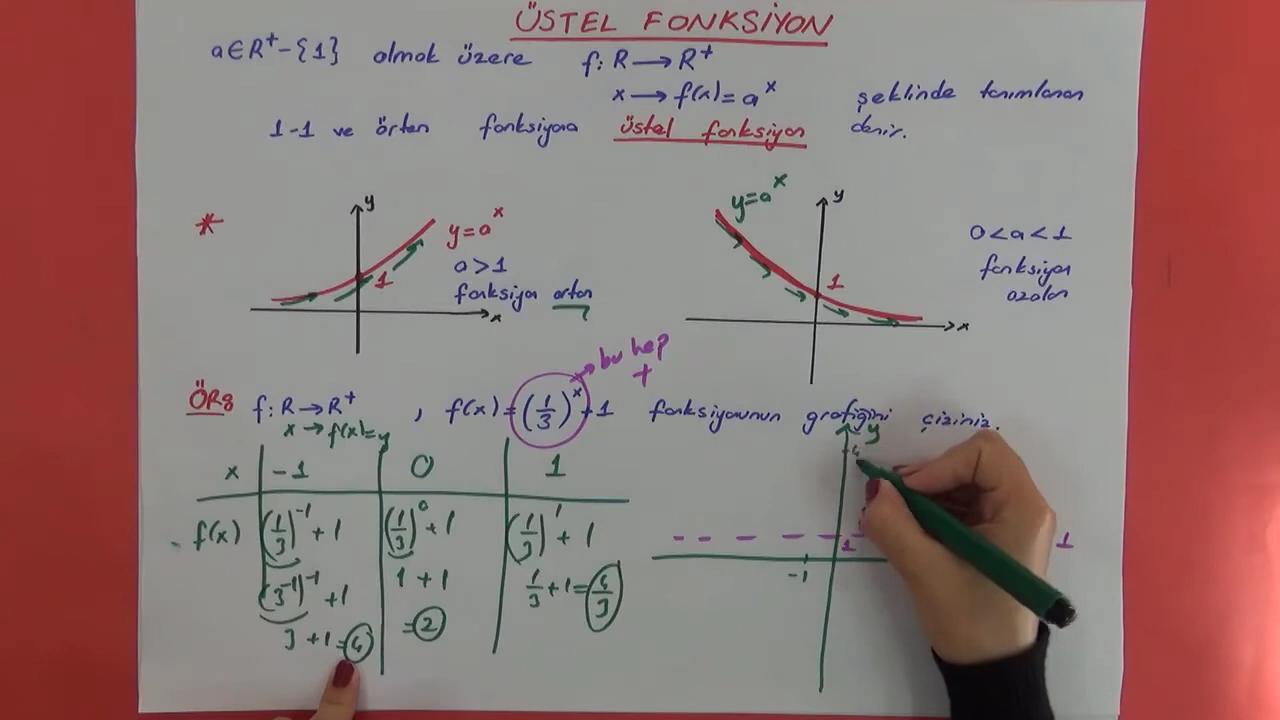 ÜSTEL FONKSİYON
a∈R⁺-{1} olmak üzere f: R → R⁺
x → f(x)=aˣ şeklinde tanımlanan
1-1 ve örten fonksiyona üstel fonksiyon denir.
* y
y=aˣ
a>1
1
fonksiyon artan
x
y=aˣ
y
1
0<a<1
fonksiyon
azalan
x
bu hep
+
ÖRS f: R→R⁺ , f(x)=(1/3)ˣ+1 fonksiyonunun grafiğini çiziniz.
x → f(x)=y
x -1 0 1
f(x) (1/3)⁻¹+1 (1/3)⁰+1 (1/3)¹+1
(3⁻¹)⁻¹+1 1+1 1/3+1=4/3
3+1=4 =2
y
4
1 1
-1